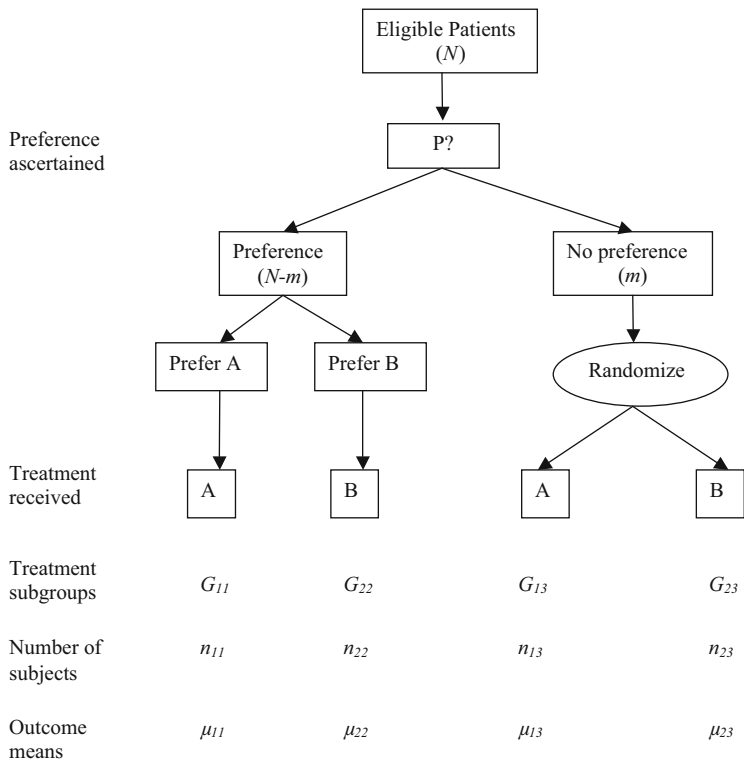 Eligible Patients
(N)
Preference
ascertained
P?
Preference
(N-m)
No preference
(m)
Prefer A
Prefer B
Randomize
Treatment
received
A
B
A
B
Treatment
subgroups
G11
G22
G13
G23
Number of
subjects
n11
n22
n13
n23
Outcome
means
μ11
μ22
μ13
μ23